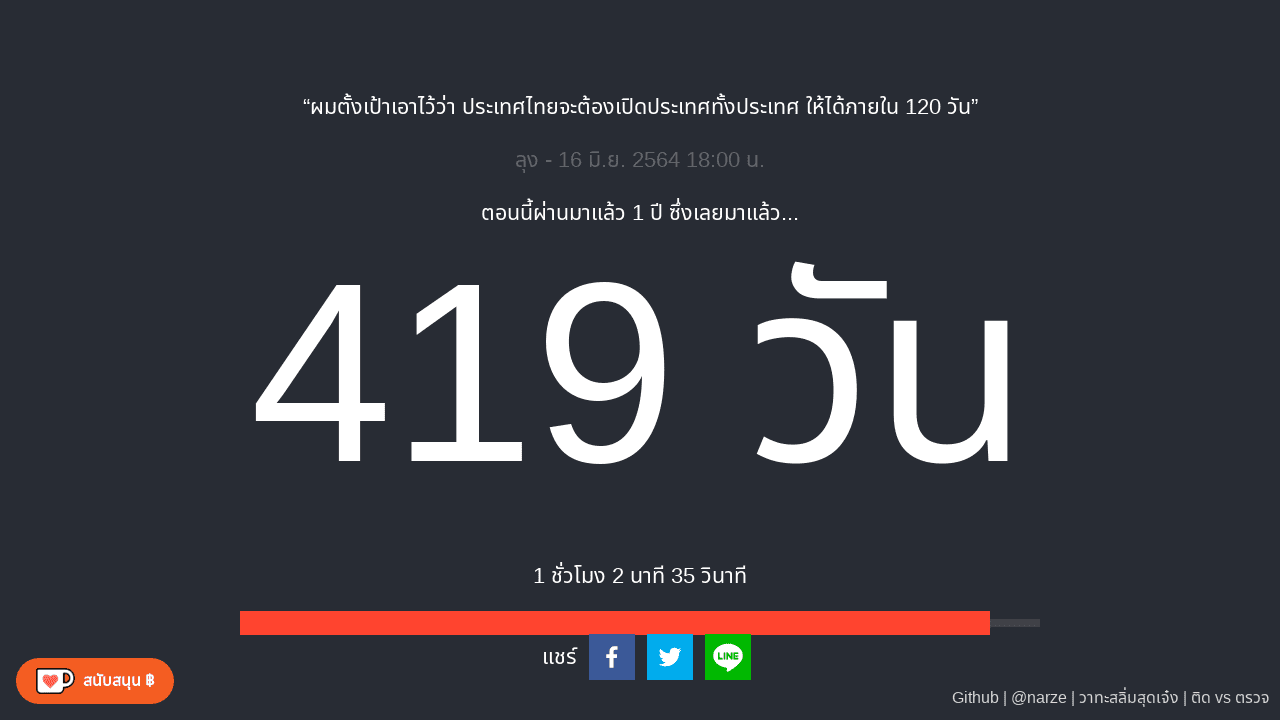 “ผมตั้งเป้าเอาไว้ว่า ประเทศไทยจะต้องเปิดประเทศทั้งประเทศ ให้ได้ภายใน 120 วัน”
ลุง - 16 มิ.ย. 2564 18:00 น.
ตอนนี้ผ่านมาแล้ว 1 ปี ซึ่งเลยมาแล้ว...
419 วัน
1 ชั่วโมง 2 นาที 35 วินาที
แชร์ LINE
สนับสนุน ฿
Github | @narze | วาทะสลิ่มสุดเจ๋ง | ติด vs ตรวจ